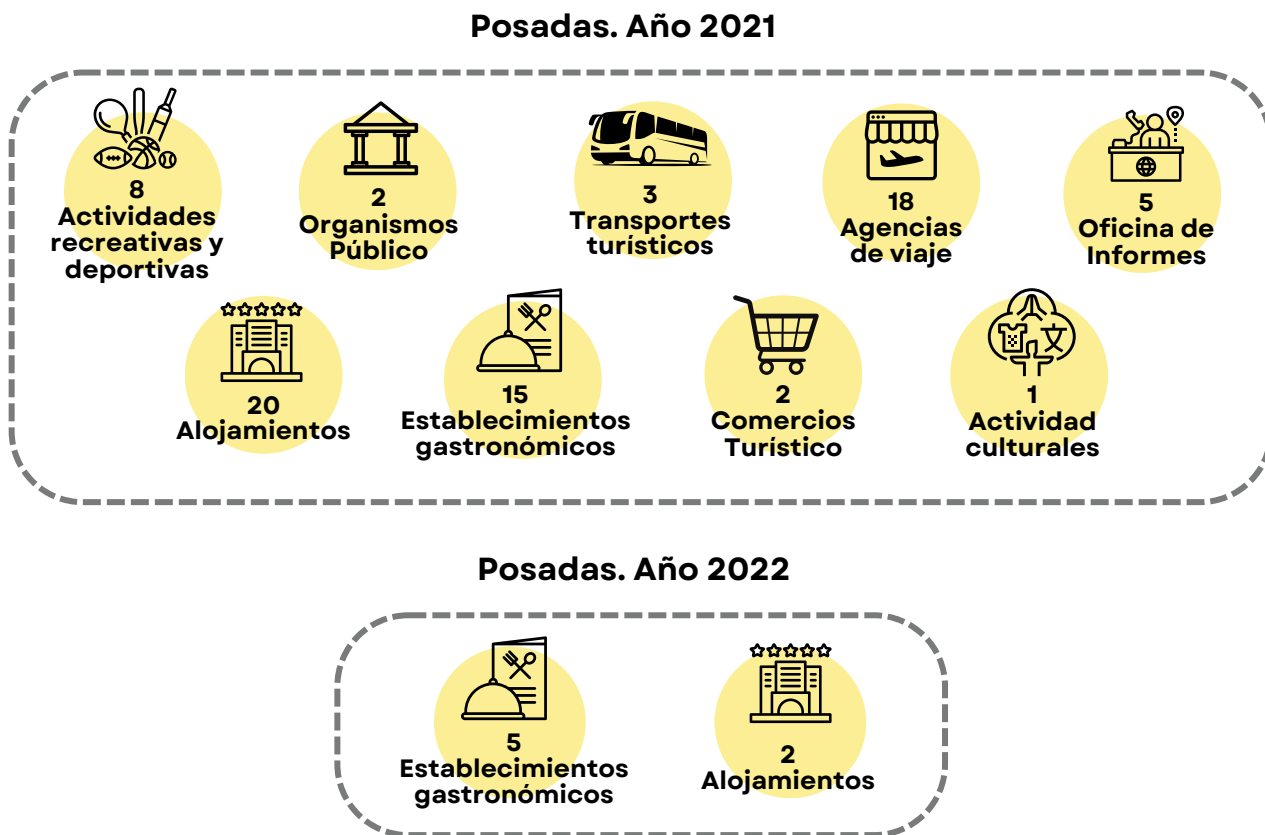 Posadas. Año 2021
8
Actividades
recreativas y
deportivas
2
Organismos
Público
3
Transportes
turísticos
18
Agencias
de viaje
5
Oficina de
Informes
20
Alojamientos
15
Establecimientos
gastronómicos
2
Comercios
Turístico
1
Actividad
culturales
Posadas. Año 2022
5
Establecimientos
gastronómicos
2
Alojamientos